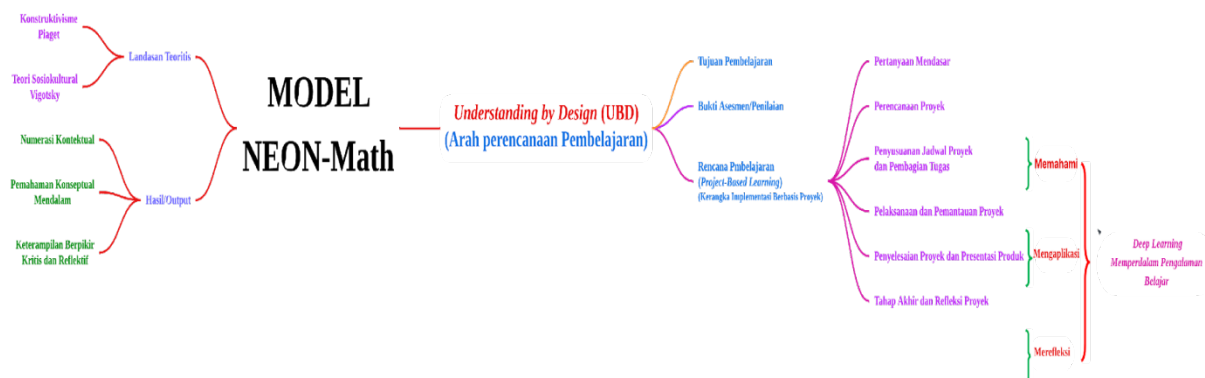 Konstruktivisme
Piaget
Landasan Teoritis
Teori Sosiokultural
Vigotsky
Numerasi Kontektual
Pemahaman Konseptual
Mendalam
Hasil/Output
Keterampilan Berpikir
Kritis dan Reflektif
MODEL
NEON-Math
Understanding by Design (UBD)
(Arah perencanaan Pembelajaran)
Tujuan Pembelajaran
Bukti Asesmen/Penilaian
Rencana Pmbelajaran
(Project-Based Learning)
(Kerangka Implementasi Berbasis Proyek)
Pertanyaan Mendasar
Perencanaan Proyek
Penyusuanan Jadwal Proyek
dan Pembagian Tugas
Pelaksanaan dan Pemantauan Proyek
Penyelesaian Proyek dan Presentasi Produk
Tahap Akhir dan Refleksi Proyek
Memahami
Mengaplikasi
Merefleksi
Deep Learning
Memperdalam Pengalaman
Belajar